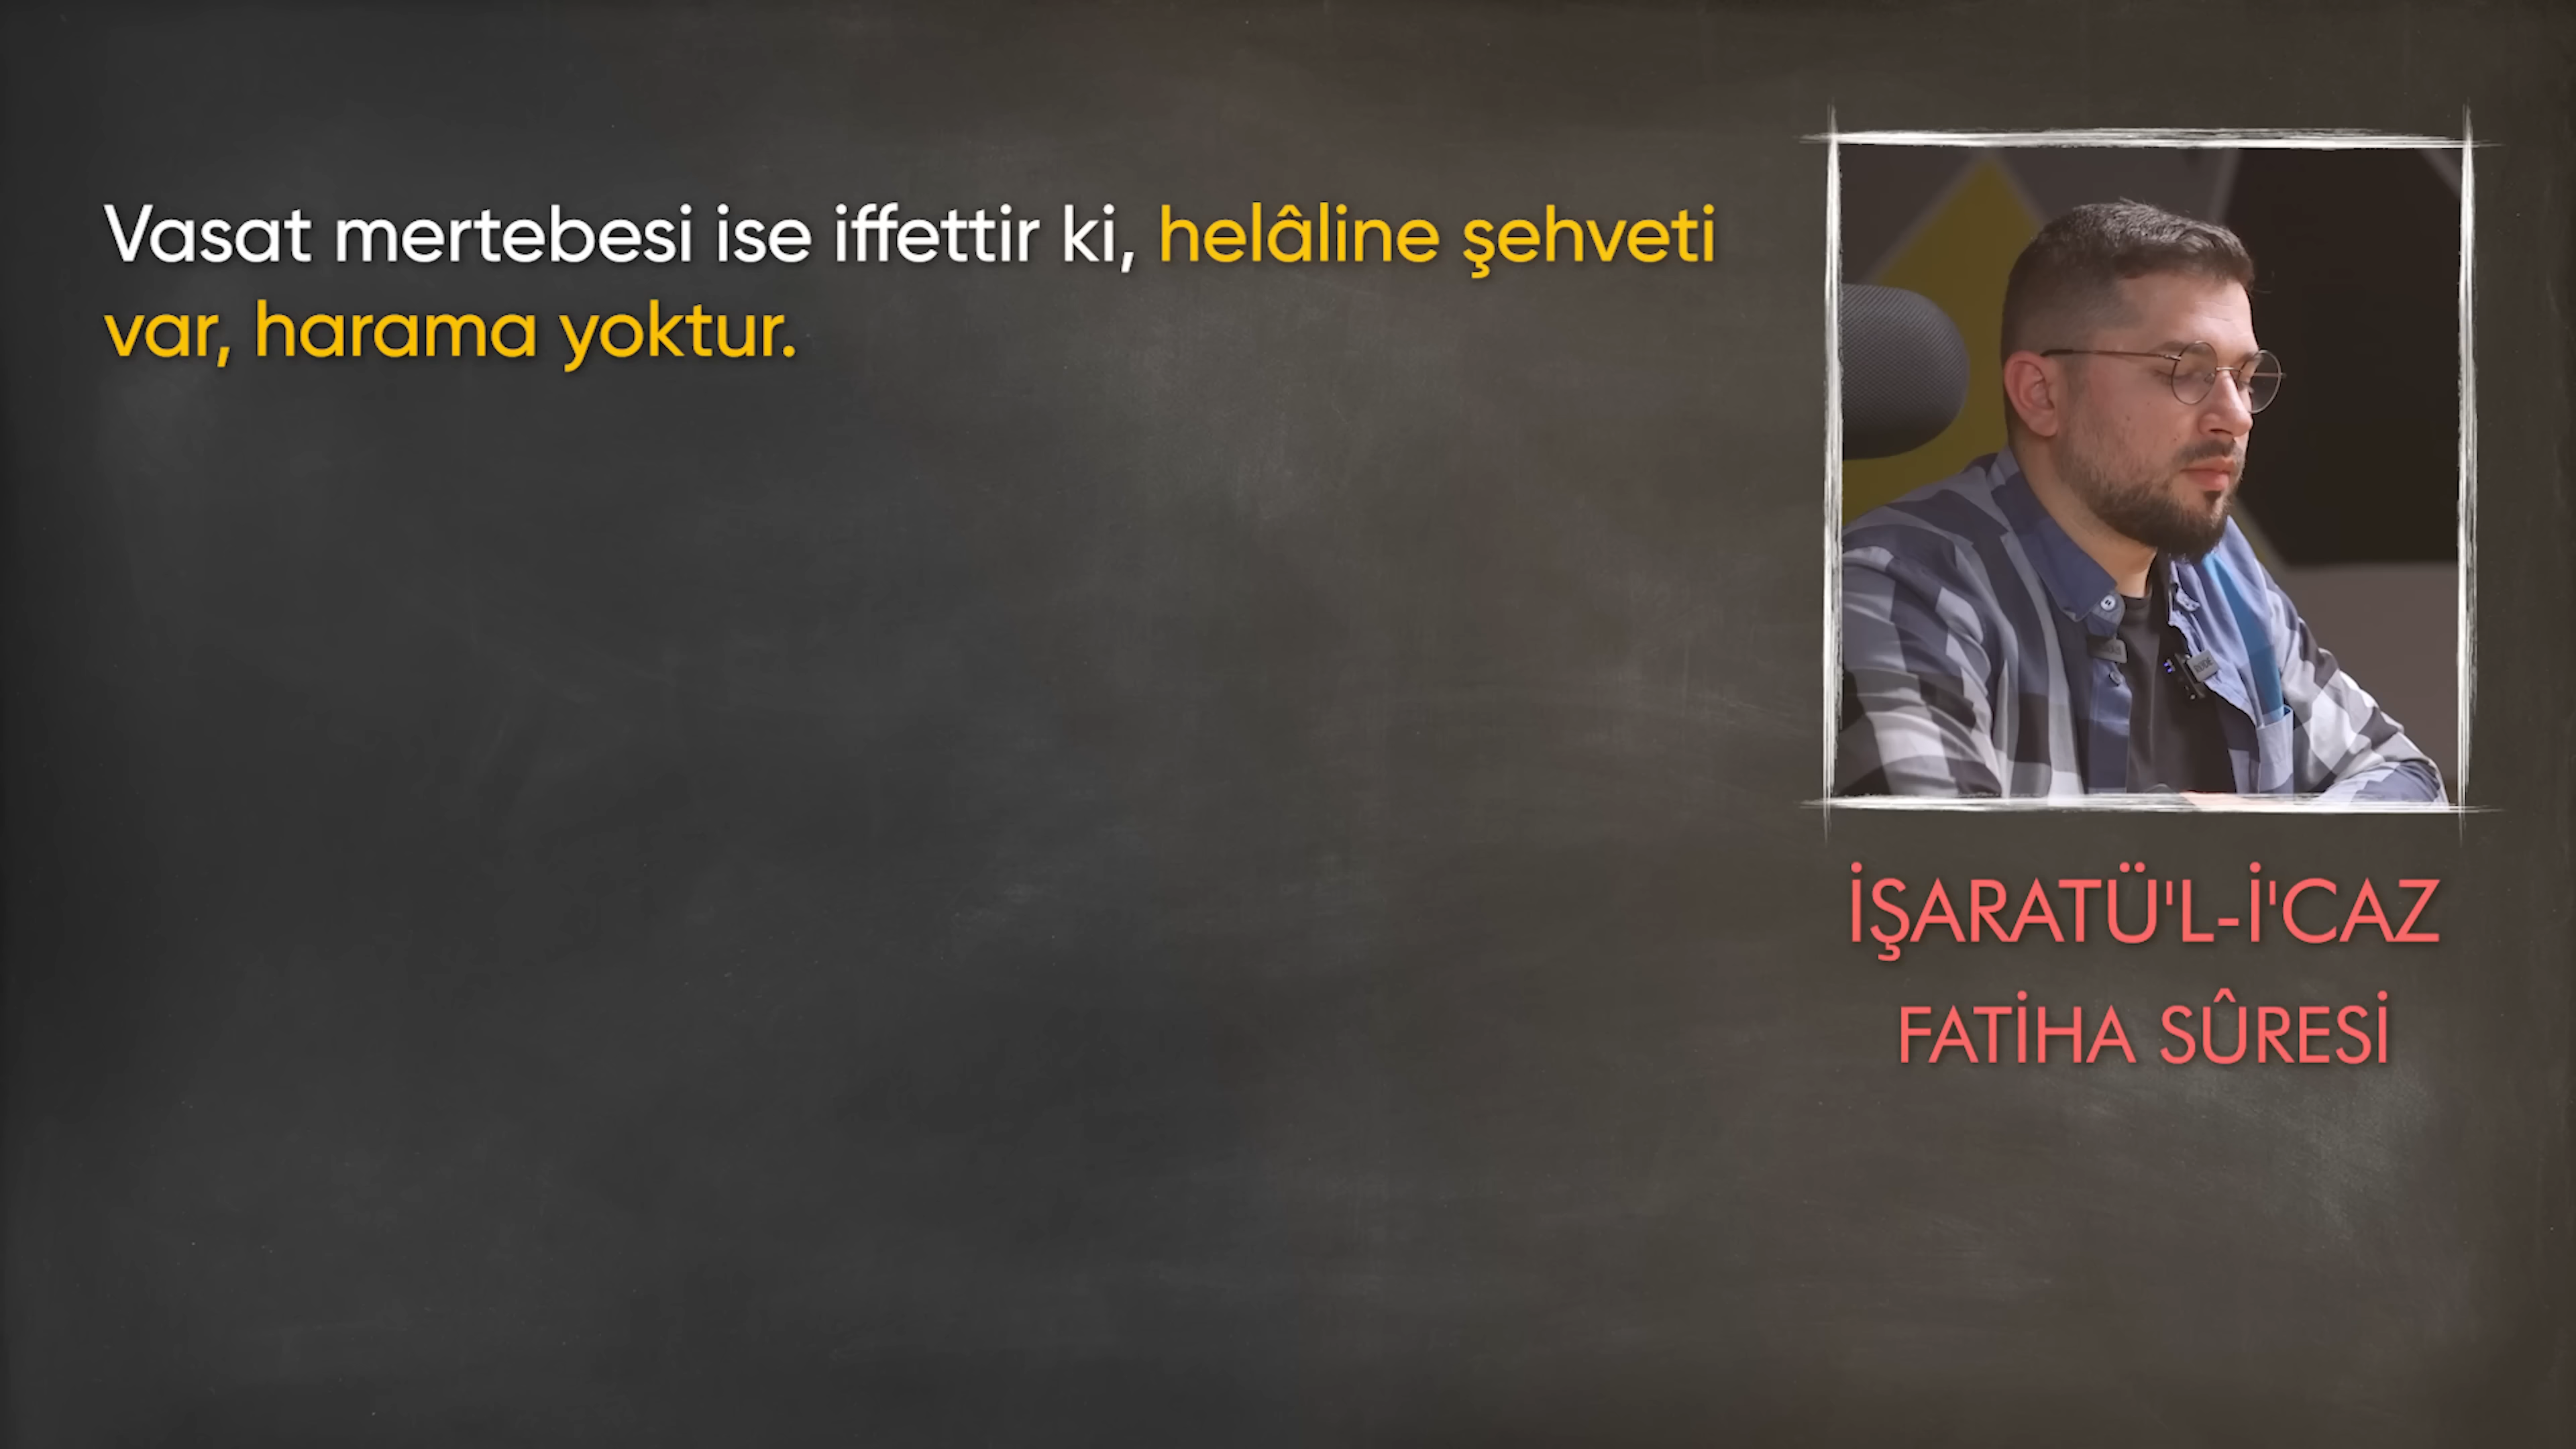 Vasat mertebesi ise iffettir ki, helâline şehveti
var, harama yoktur.
İŞARATÜ'L-İ'CAZ
FATİHA SÛRESİ